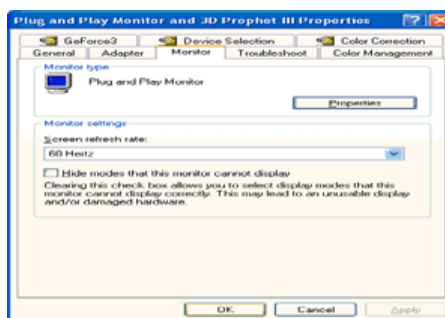 Plug and Play Monitor and 3D Prophet III Properties
GeForce3 Device Selection Color Correction
General Adapter Monitor Troubleshoot Color Management
Monitor type
Plug and Play Monitor
Properties
Monitor settings
Screen refresh rate:
60 Hertz
Hide modes that this monitor cannot display
Clearing this check box allows you to select display modes that this
monitor cannot display correctly. This may lead to an unusable display
and/or damaged hardware.
OK Cancel Apply